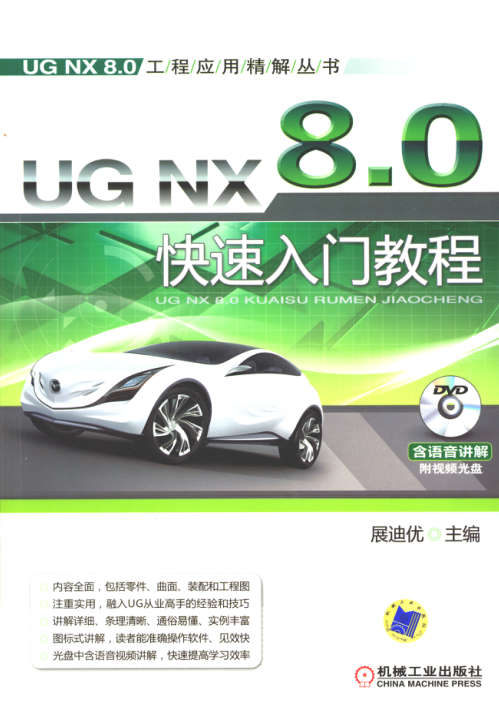 UG NX 8.0 工/程/应/用/精/解/丛/书
UG NX 8.0
快速入门教程
UG NX 8.0 KUAISU RUMEN JIAOCHENG
DVD
含语音讲解
附视频光盘
展迪优 主编
内容全面，包括零件、曲面、装配和工程图
注重实用，融入UG从业高手的经验和技巧
讲解详细、条理清晰、通俗易懂、实例丰富
图标式讲解，读者能准确操作软件、见效快
光盘中含语音视频讲解，快速提高学习效率
机械工业出版社
CHINA MACHINE PRESS